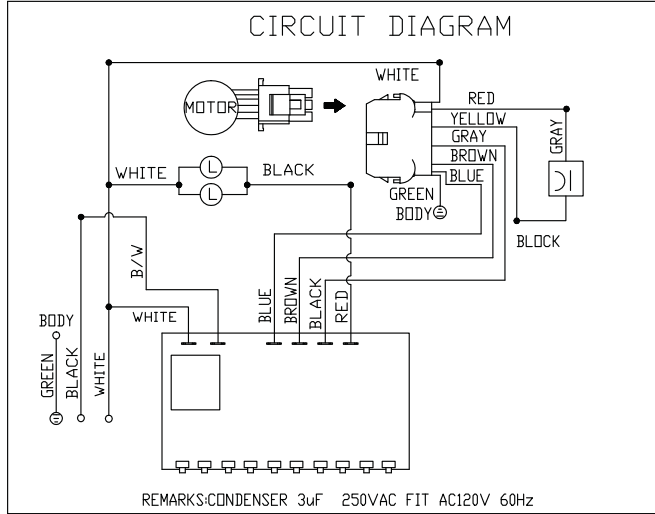 CIRCUIT DIAGRAM
WHITE
MOTOR
RED
YELLOW
GRAY
BROWN
BLUE
GRAY
WHITE
L
L
BLACK
GREEN
BODY
BLOCK
B/W
BLUE
BROWN
BLACK
RED
WHITE
BODY
GREEN
BLACK
WHITE
REMARKS:CONDENSER 3uF 250VAC FIT AC120V 60Hz